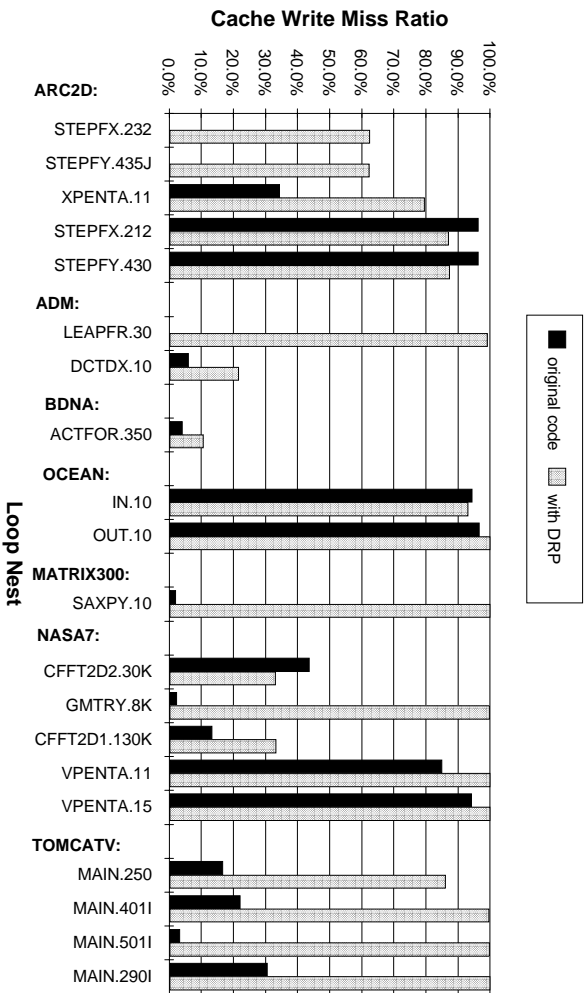 Cache Write Miss Ratio
100.0%
90.0%
80.0%
70.0%
60.0%
50.0%
40.0%
30.0%
20.0%
10.0%
0.0%
original code
with DRP
ARC2D:
STEPFX.232
STEPFY.435J
XPENTA.11
STEPFX.212
STEPFY.430
ADM:
LEAPFR.30
DCTDX.10
BDNA:
ACTFOR.350
OCEAN:
IN.10
OUT.10
MATRIX300:
SAXPY.10
NASA7:
CFFT2D2.30K
GMTRY.8K
CFFT2D1.130K
VPENTA.11
VPENTA.15
TOMCATV:
MAIN.250
MAIN.401I
MAIN.501I
MAIN.290I
Loop Nest